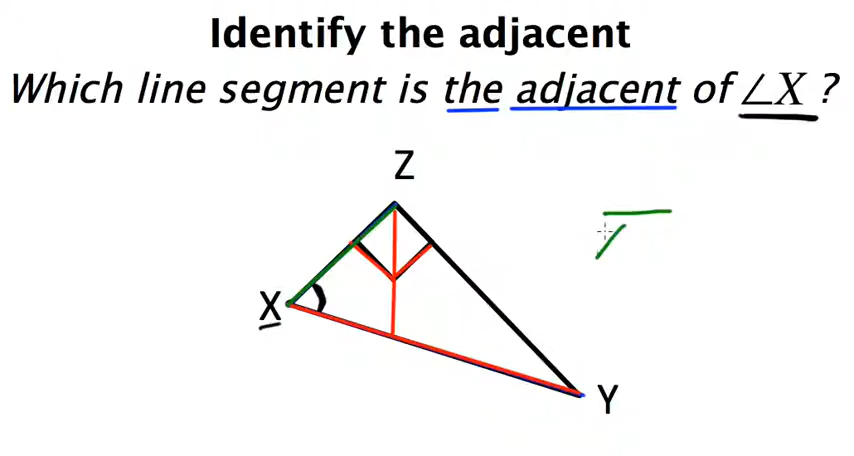 Identify the adjacent
Which line segment is the adjacent of ∠X ?
Z
X
Y